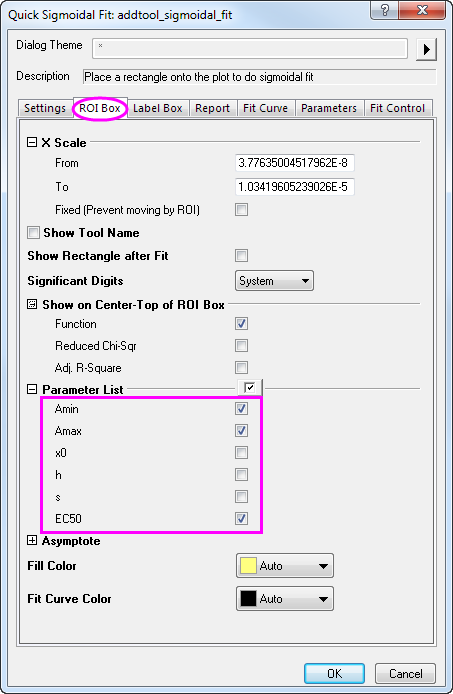 Quick Sigmoidal Fit: addtool_sigmoidal_fit
Dialog Theme *
Description Place a rectangle onto the plot to do sigmoidal fit
Settings ROI Box Label Box Report Fit Curve Parameters Fit Control
X Scale
From 3.77635004517962E-8
To 1.03419605239026E-5
Fixed (Prevent moving by ROI)
Show Tool Name
Show Rectangle after Fit
Significant Digits System
Show on Center-Top of ROI Box
Function
Reduced Chi-Sqr
Adj. R-Square
Parameter List
Amin
Amax
x0
h
s
EC50
Asymptote
Fill Color Auto
Fit Curve Color Auto
OK Cancel